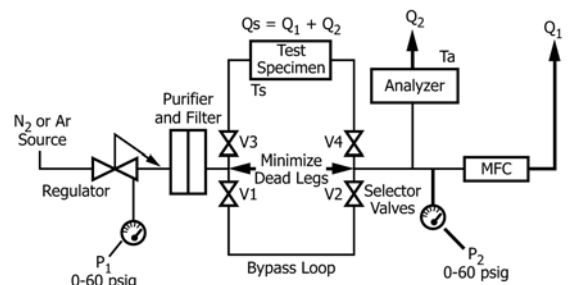 Qs = Q₁ + Q₂
Q₂
Q₁
Test
Specimen
Ts
Ta
Analyzer
Purifier
and Filter
N₂ or Ar
Source
V3
V4
Minimize
Dead Legs
MFC
Regulator
V1
V2
Selector
Valves
P₁
0-60 psig
Bypass Loop
P₂
0-60 psig